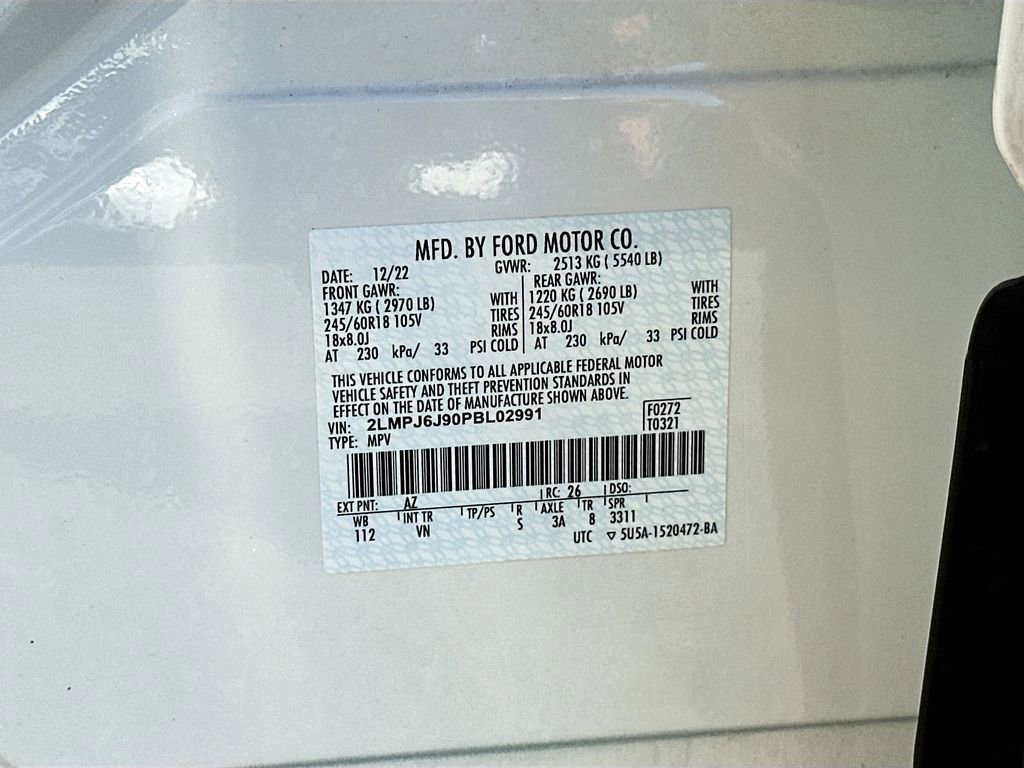 MFD. BY FORD MOTOR CO.
DATE: 12/22 GVWR: 2513 KG ( 5540 LB)
FRONT GAWR: REAR GAWR:
1347 KG ( 2970 LB) WITH 1220 KG ( 2690 LB) WITH
245/60R18 105V TIRES 245/60R18 105V TIRES
18x8.0J RIMS 18x8.0J RIMS
AT 230 kPa/ 33 PSI COLD AT 230 kPa/ 33 PSI COLD
THIS VEHICLE CONFORMS TO ALL APPLICABLE FEDERAL MOTOR
VEHICLE SAFETY AND THEFT PREVENTION STANDARDS IN
EFFECT ON THE DATE OF MANUFACTURE SHOWN ABOVE.
VIN: 2LMPJ6J90PBL02991 F0272
TYPE: MPV T0321
EXT PNT: AZ RC: 26 DSO:
WB INT TR TP/PS R AXLE TR SPR
112 VN S 3A 8 3311
UTC ▽ 5U5A-1520472-BA